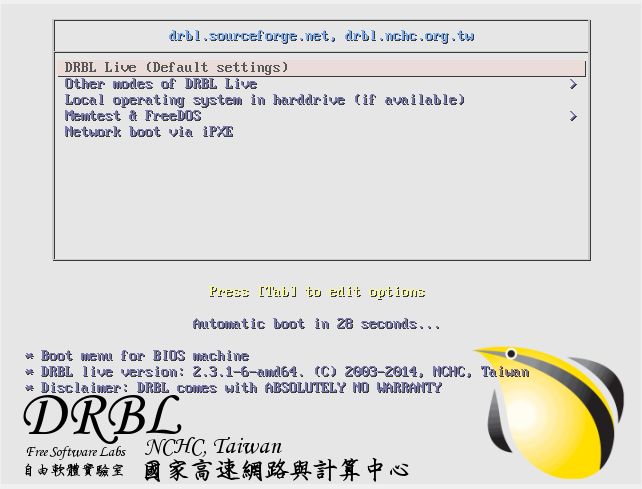 drbl.sourceforge.net, drbl.nchc.org.tw
DRBL Live (Default settings)
Other modes of DRBL Live >
Local operating system in harddrive (if available)
Memtest & FreeDOS >
Network boot via iPXE
Press [Tab] to edit options
Automatic boot in 28 seconds...
* Boot menu for BIOS machine
* DRBL live version: 2.3.1-6-amd64. (C) 2003-2014, NCHC, Taiwan
* Disclaimer: DRBL comes with ABSOLUTELY NO WARRANTY
DRBL
Free Software Labs NCHC, Taiwan
自由軟體實驗室 國家高速網路與計算中心